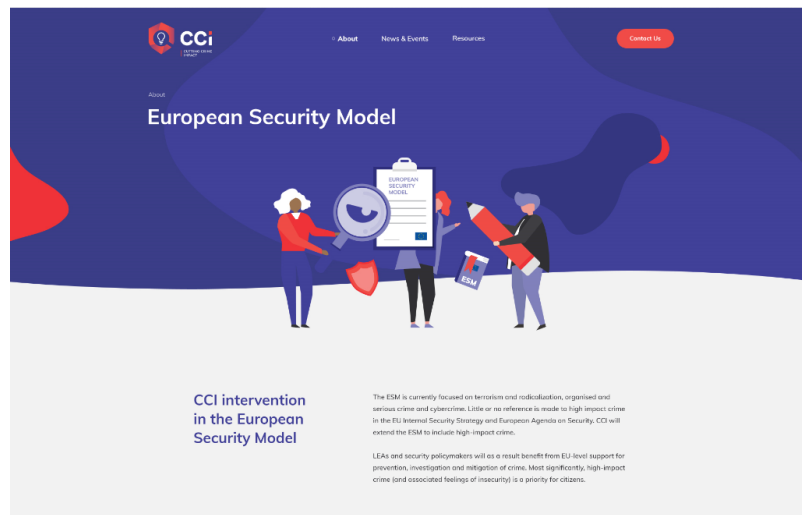 CCi
CUTTING CRIME
IMPACT
About
News & Events
Resources
Contact Us
About
European Security Model
EUROPEAN
SECURITY
MODEL
ESM
CCI intervention
in the European
Security Model
The ESM is currently focused on terrorism and radicalization, organised and
serious crime and cybercrime. Little or no reference is made to high impact crime
in the EU Internal Security Strategy and European Agenda on Security. CCI will
extend the ESM to include high-impact crime.
LEAs and security policymakers will as a result benefit from EU-level support for
prevention, investigation and mitigation of crime. Most significantly, high-impact
crime (and associated feelings of insecurity) is a priority for citizens.